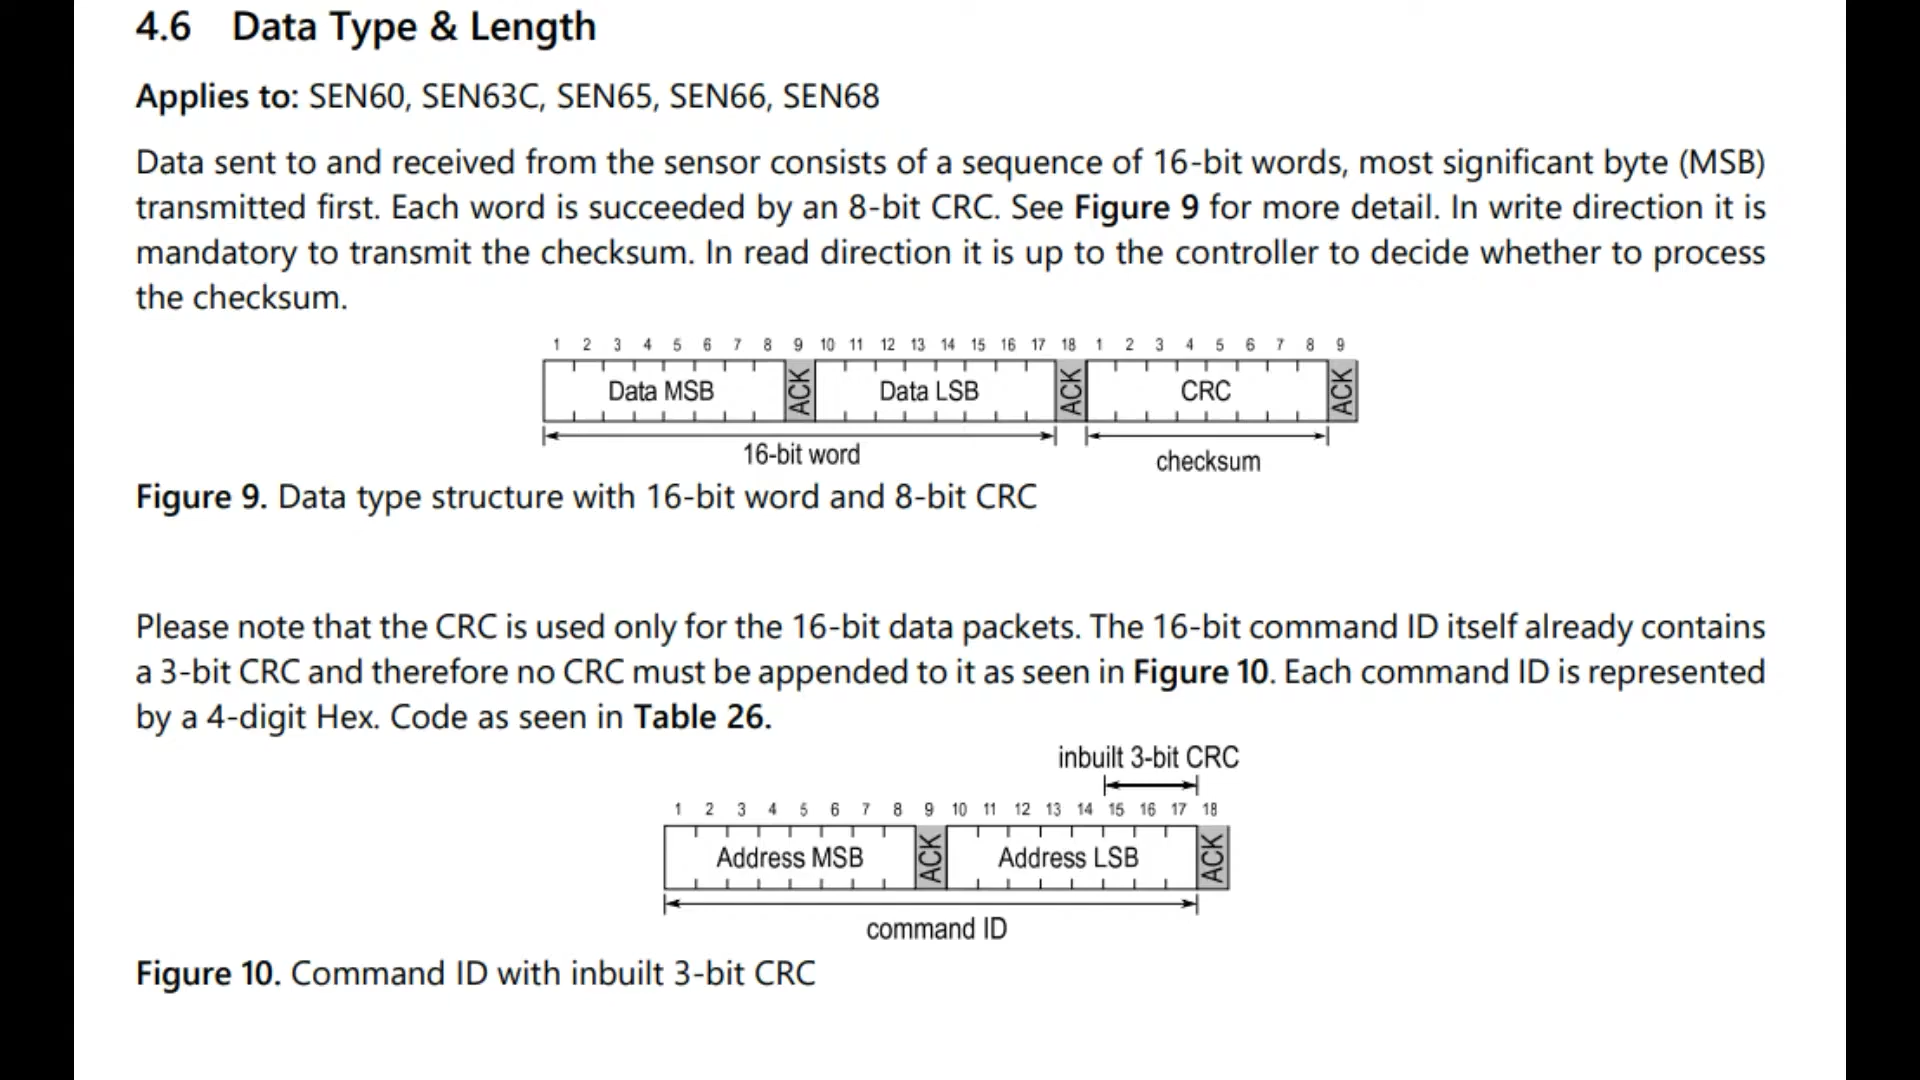 4.6 Data Type & Length
Applies to: SEN60, SEN63C, SEN65, SEN66, SEN68
Data sent to and received from the sensor consists of a sequence of 16-bit words, most significant byte (MSB)
transmitted first. Each word is succeeded by an 8-bit CRC. See Figure 9 for more detail. In write direction it is
mandatory to transmit the checksum. In read direction it is up to the controller to decide whether to process
the checksum.
1 2 3 4 5 6 7 8 9 10 11 12 13 14 15 16 17 18 1 2 3 4 5 6 7 8 9
Data MSB ACK Data LSB ACK CRC ACK
16-bit word
checksum
Figure 9. Data type structure with 16-bit word and 8-bit CRC
Please note that the CRC is used only for the 16-bit data packets. The 16-bit command ID itself already contains
a 3-bit CRC and therefore no CRC must be appended to it as seen in Figure 10. Each command ID is represented
by a 4-digit Hex. Code as seen in Table 26.
inbuilt 3-bit CRC
1 2 3 4 5 6 7 8 9 10 11 12 13 14 15 16 17 18
Address MSB ACK Address LSB ACK
command ID
Figure 10. Command ID with inbuilt 3-bit CRC